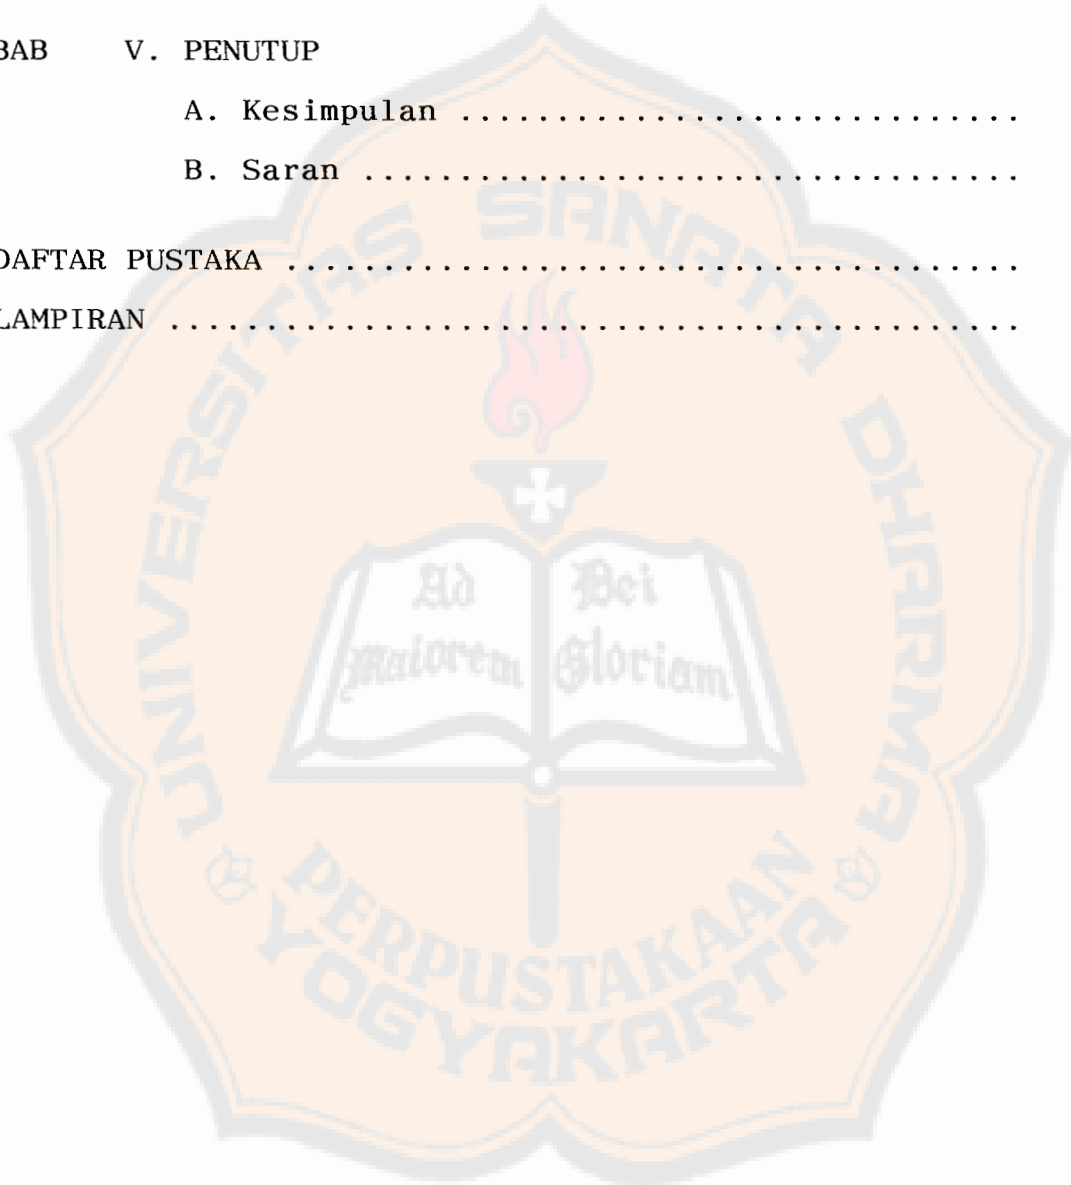 BAB V. PENUTUP
A. Kesimpulan .............................
B. Saran ..................................
DAFTAR PUSTAKA ......................................
LAMPIRAN ............................................
UNIVERSITAS SANATA DHARMA
Ad Dei
maiorem Gloriam
PERPUSTAKAAN
YOGYAKARTA